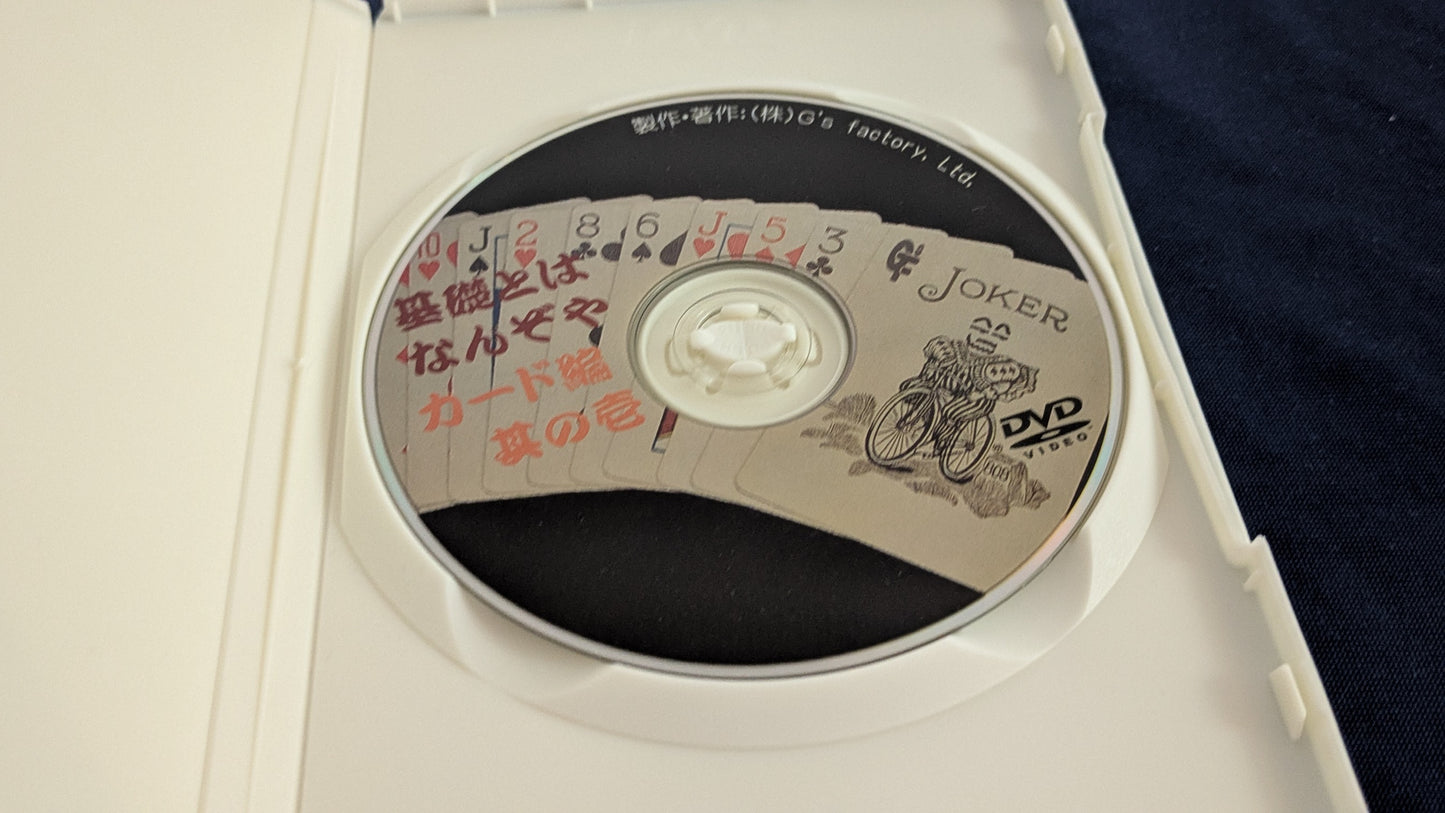 製作・著作:(株)G's factory, Ltd.
10 J 2 8 6 J 5 3
JOKER
基礎とは
なんぞや
カード編
其の壱
DVD
VIDEO
808